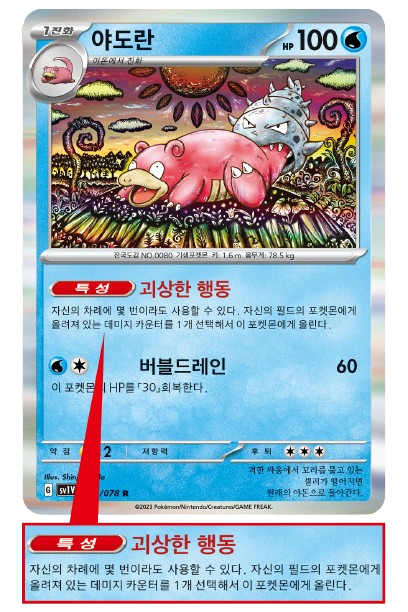 1진화
야도란
HP 100
야돈에서 진화
전국도감 NO.0080 기생포켓몬 키: 1.6 m 몸무게: 78.5 kg
특성 괴상한 행동
자신의 차례에 몇 번이라도 사용할 수 있다. 자신의 필드의 포켓몬에게
올려져 있는 데미지 카운터를 1개 선택해서 이 포켓몬에게 올린다.
버블드레인 60
이 포켓몬 HP를 「30」회복한다.
약점 2 저항력 후퇴
Illus.
격한 싸움에서 꼬리를 물고 있는
셀러가 떨어지면
원래의 야돈으로 돌아간다.
G sv1V /078 R
©2023 Pokémon/Nintendo/Creatures/GAME FREAK.
특성 괴상한 행동
자신의 차례에 몇 번이라도 사용할 수 있다. 자신의 필드의 포켓몬에게
올려져 있는 데미지 카운터를 1개 선택해서 이 포켓몬에게 올린다.